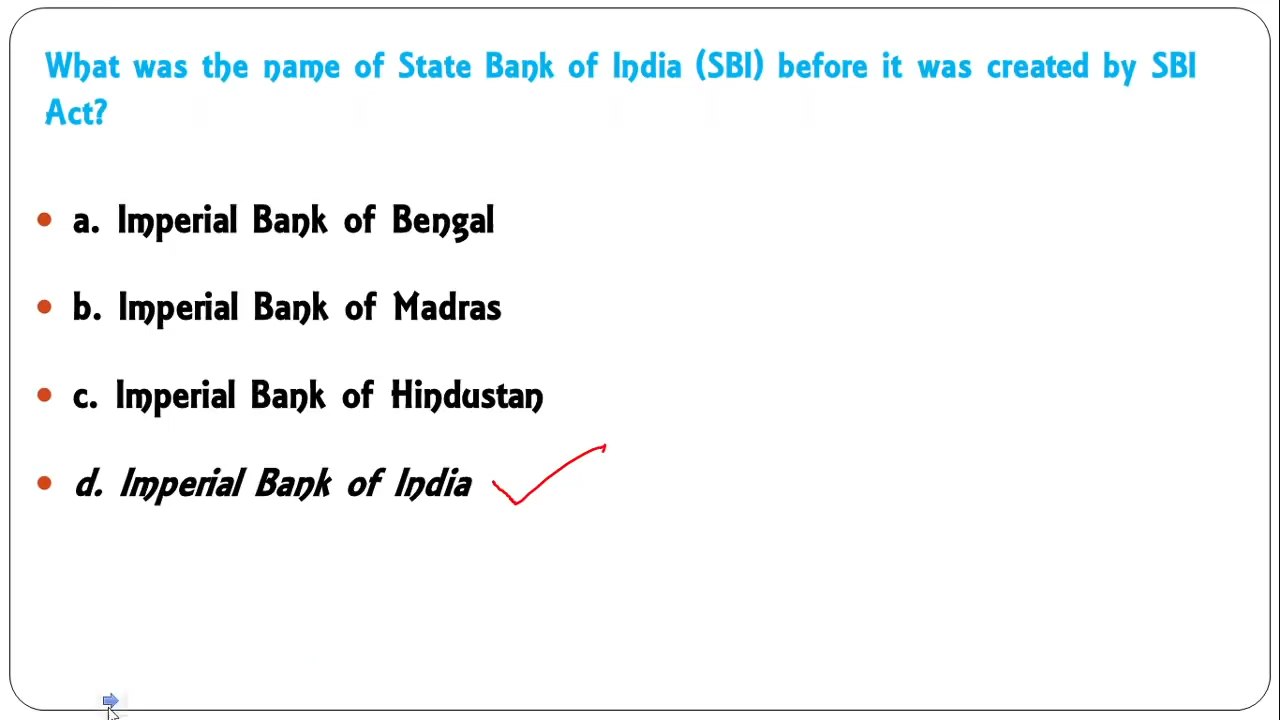 What was the name of State Bank of India (SBI) before it was created by SBI
Act?
a. Imperial Bank of Bengal
b. Imperial Bank of Madras
c. Imperial Bank of Hindustan
d. Imperial Bank of India